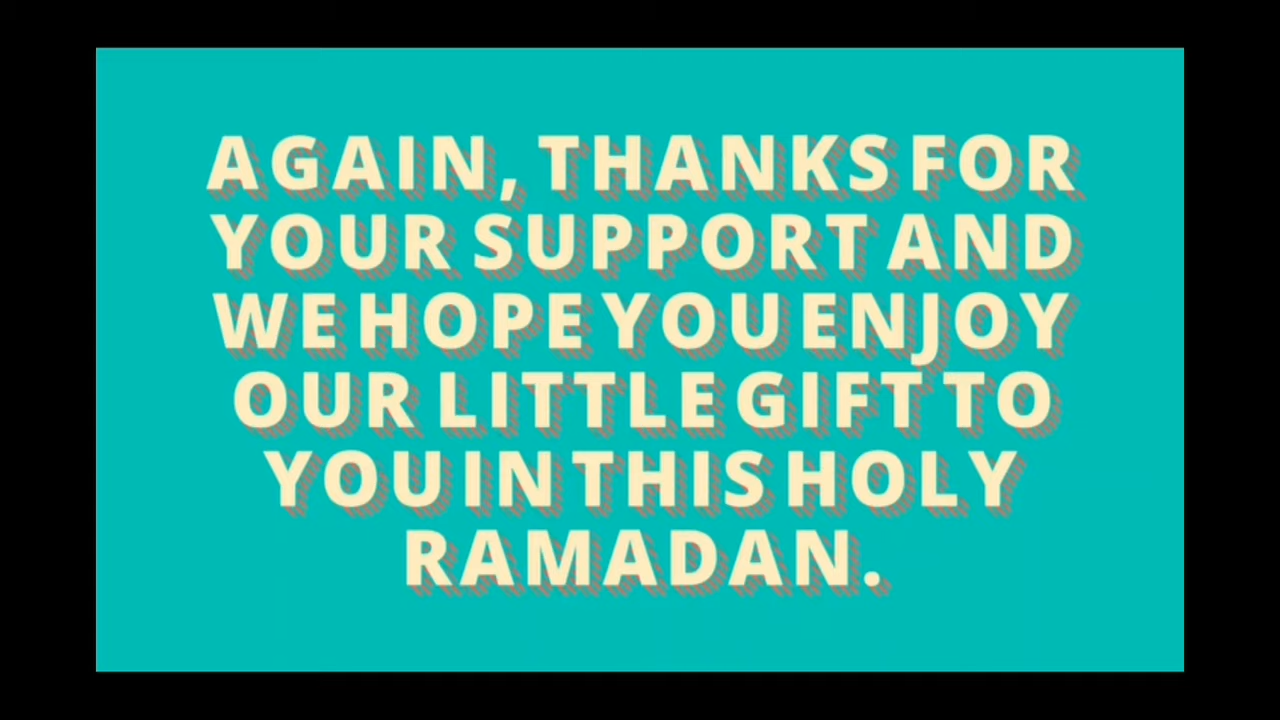 AGAIN, THANKS FOR
YOUR SUPPORT AND
WE HOPE YOU ENJOY
OUR LITTLE GIFT TO
YOU IN THIS HOLY
RAMADAN.